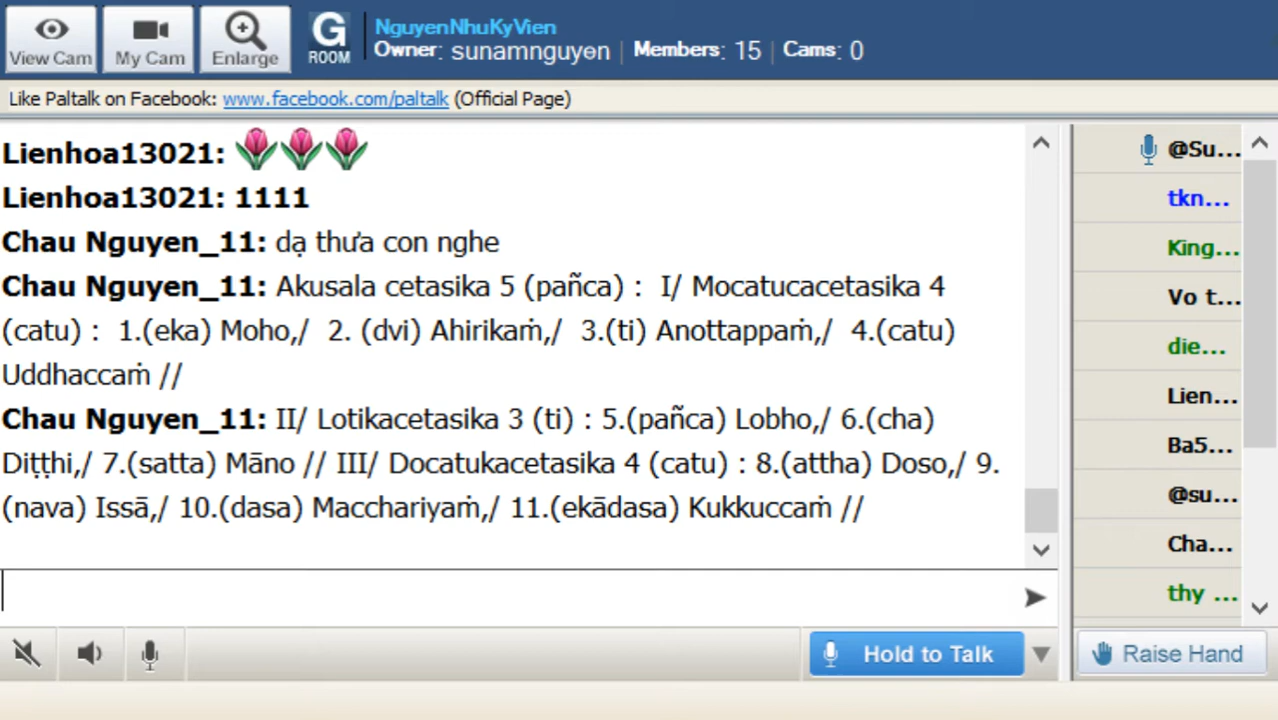 View Cam
My Cam
Enlarge
G
ROOM
NguyenNhuKyVien
Owner: sunamnguyen | Members: 15 | Cams: 0
Like Paltalk on Facebook: www.facebook.com/paltalk (Official Page)
Lienhoa13021:
Lienhoa13021: 1111
Chau Nguyen_11: dạ thưa con nghe
Chau Nguyen_11: Akusala cetasika 5 (pañca) : I/ Mocatucacetasika 4
(catu) : 1.(eka) Moho,/ 2. (dvi) Ahirikaṁ,/ 3.(ti) Anottappaṁ,/ 4.(catu)
Uddhaccaṁ //
Chau Nguyen_11: II/ Lotikacetasika 3 (ti) : 5.(pañca) Lobho,/ 6.(cha)
Diṭṭhi,/ 7.(satta) Māno // III/ Docatukacetasika 4 (catu) : 8.(attha) Doso,/ 9.
(nava) Issā,/ 10.(dasa) Macchariyaṁ,/ 11.(ekādasa) Kukkuccaṁ //
@Su...
tkn...
King...
Vo t...
die...
Lien...
Ba5...
@su...
Cha...
thy ...
Hold to Talk
Raise Hand